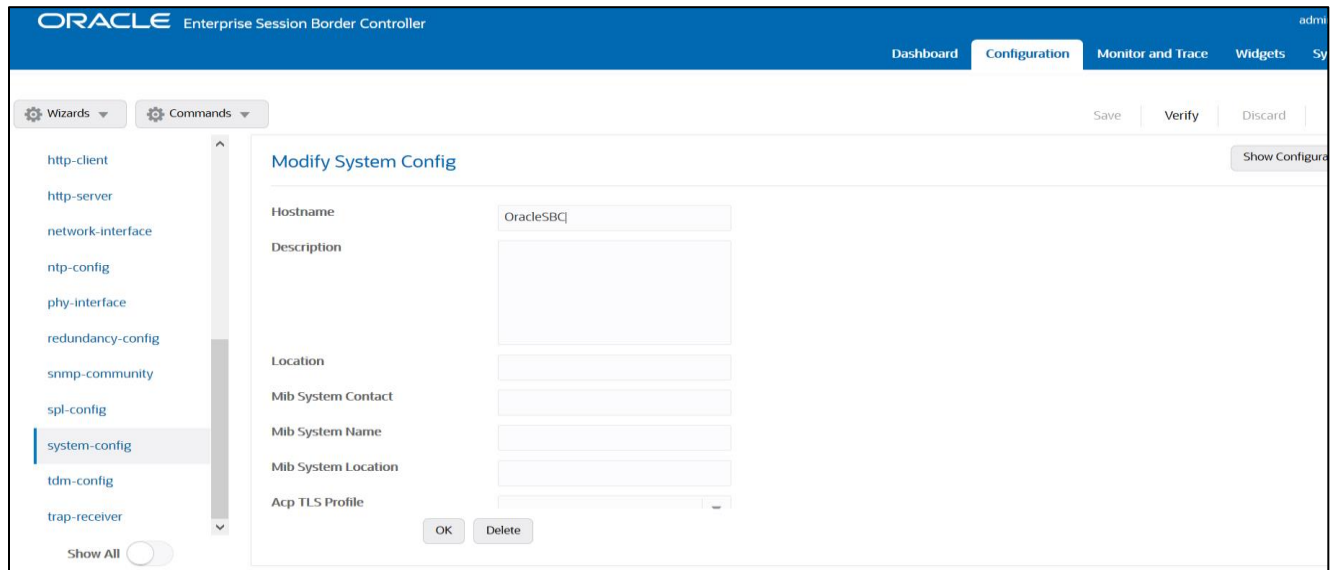 ORACLE Enterprise Session Border Controller
admi
Dashboard Configuration Monitor and Trace Widgets Sy
Wizards Commands Save Verify Discard
Modify System Config Show Configura
http-client
http-server
network-interface
ntp-config
phy-interface
redundancy-config
snmp-community
spl-config
system-config
tdm-config
trap-receiver
Show All
Hostname OracleSBC
Description
Location
Mib System Contact
Mib System Name
Mib System Location
Acp TLS Profile
OK Delete